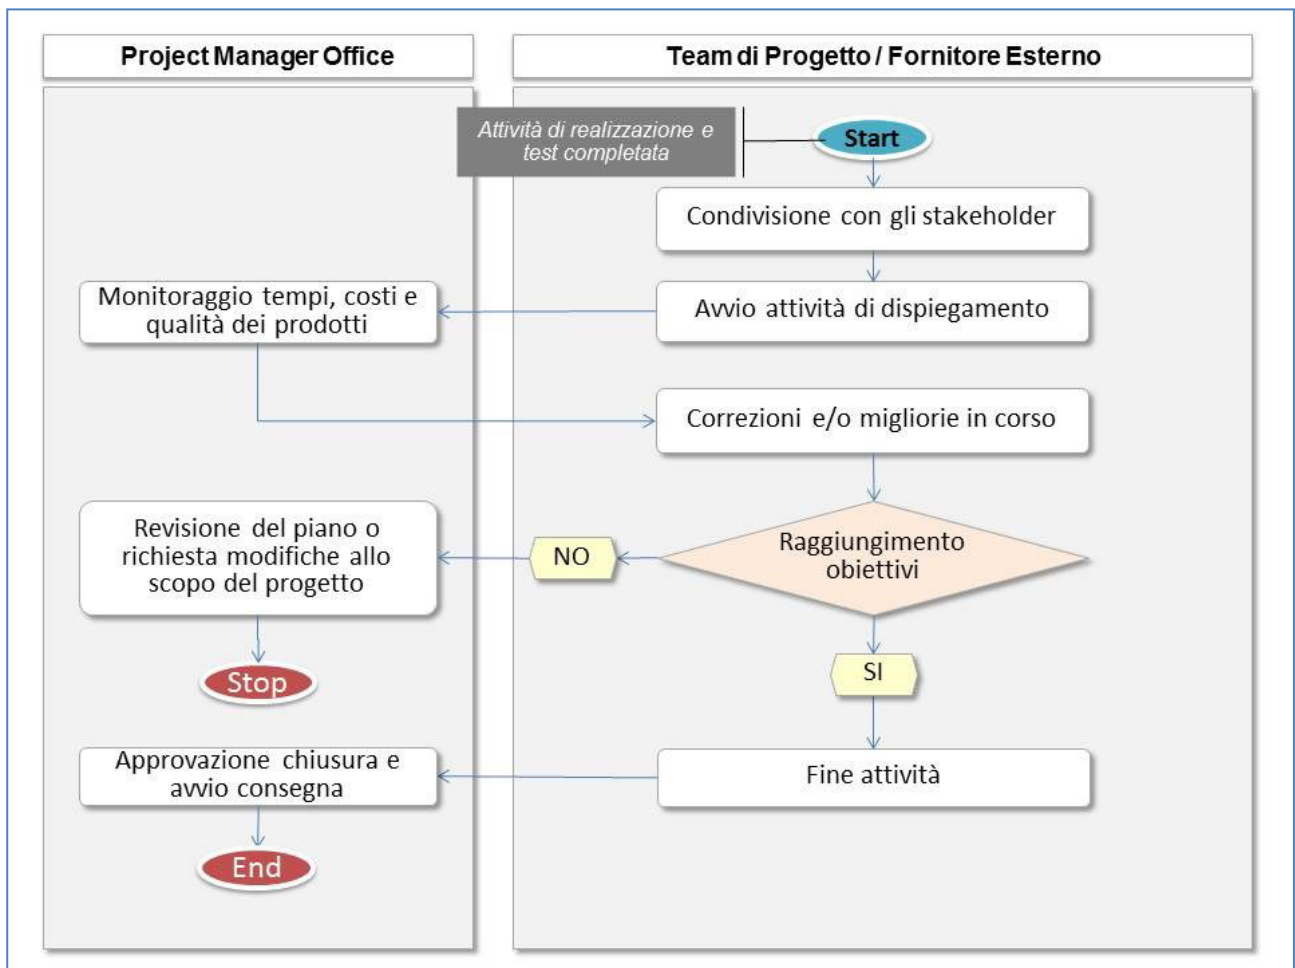 Project Manager Office
Team di Progetto / Fornitore Esterno
Attività di realizzazione e
test completata
Start
Condivisione con gli stakeholder
Monitoraggio tempi, costi e
qualità dei prodotti
Avvio attività di dispiegamento
Correzioni e/o migliorie in corso
Revisione del piano o
richiesta modifiche allo
scopo del progetto
NO
Raggiungimento
obiettivi
Stop
SI
Approvazione chiusura e
avvio consegna
Fine attività
End